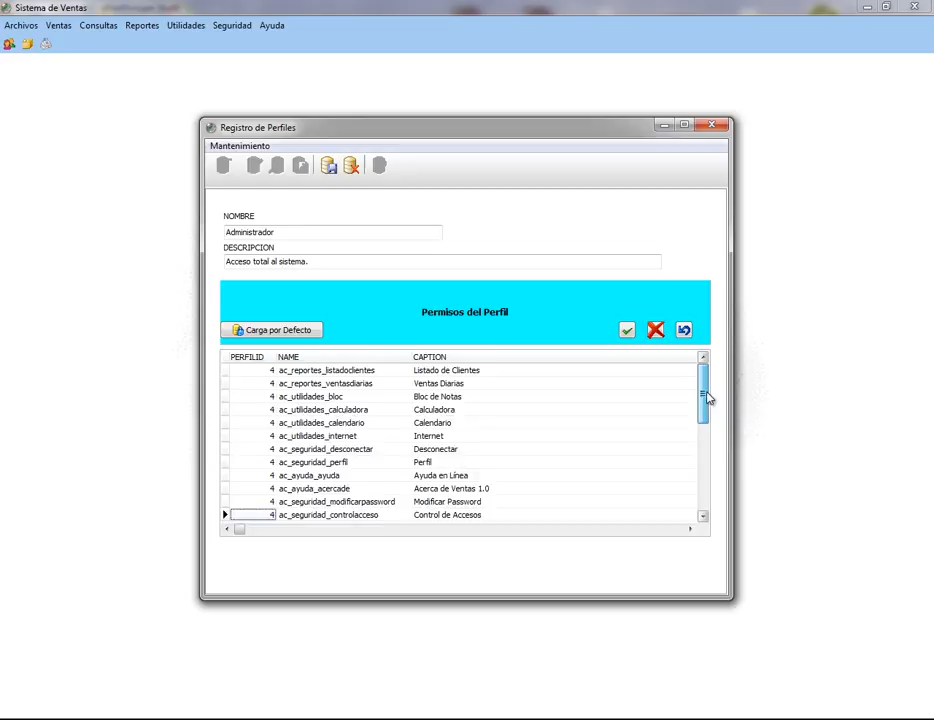 Sistema de Ventas
Archivos Ventas Consultas Reportes Utilidades Seguridad Ayuda
Registro de Perfiles
Mantenimiento
NOMBRE
Administrador
DESCRIPCION
Acceso total al sistema.
Permisos del Perfil
Carga por Defecto
PERFILID NAME CAPTION
4 ac_reportes_listadoclientes Listado de Clientes
4 ac_reportes_ventasdiarias Ventas Diarias
4 ac_utilidades_bloc Bloc de Notas
4 ac_utilidades_calculadora Calculadora
4 ac_utilidades_calendario Calendario
4 ac_utilidades_internet Internet
4 ac_seguridad_desconectar Desconectar
4 ac_seguridad_perfil Perfil
4 ac_ayuda_ayuda Ayuda en Línea
4 ac_ayuda_acercade Acerca de Ventas 1.0
4 ac_seguridad_modificarpassword Modificar Password
4 ac_seguridad_controlacceso Control de Accesos